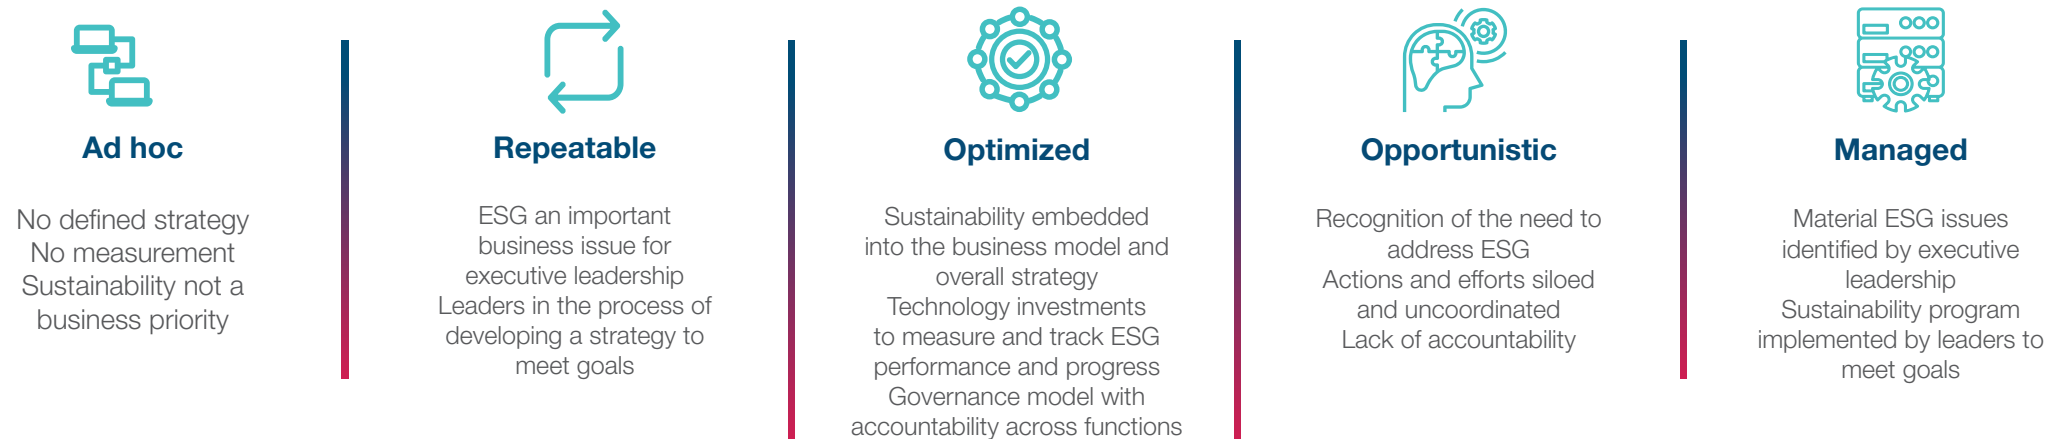 Ad hoc
No defined strategy
No measurement
Sustainability not a
business priority
Repeatable
ESG an important
business issue for
executive leadership
Leaders in the process of
developing a strategy to
meet goals
Optimized
Sustainability embedded
into the business model and
overall strategy
Technology investments
to measure and track ESG
performance and progress
Governance model with
accountability across functions
Opportunistic
Recognition of the need to
address ESG
Actions and efforts siloed
and uncoordinated
Lack of accountability
Managed
Material ESG issues
identified by executive
leadership
Sustainability program
implemented by leaders to
meet goals